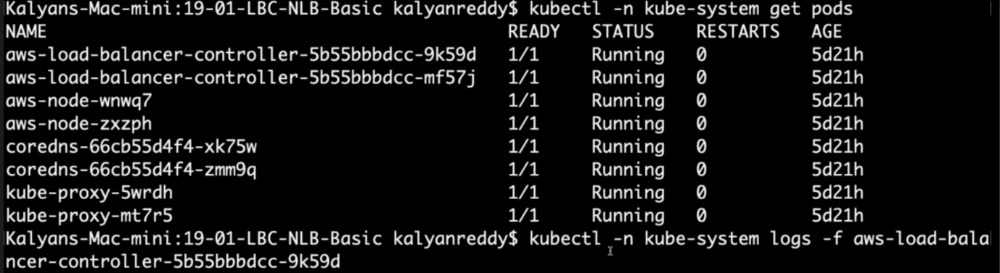 Kalyans-Mac-mini:19-01-LBC-NLB-Basic kalyanreddy$ kubectl -n kube-system get pods
NAME READY STATUS RESTARTS AGE
aws-load-balancer-controller-5b55bbbdcc-9k59d 1/1 Running 0 5d21h
aws-load-balancer-controller-5b55bbbdcc-mf57j 1/1 Running 0 5d21h
aws-node-wnwq7 1/1 Running 0 5d21h
aws-node-zxzph 1/1 Running 0 5d21h
coredns-66cb55d4f4-xk75w 1/1 Running 0 5d21h
coredns-66cb55d4f4-zmm9q 1/1 Running 0 5d21h
kube-proxy-5wrdh 1/1 Running 0 5d21h
kube-proxy-mt7r5 1/1 Running 0 5d21h
Kalyans-Mac-mini:19-01-LBC-NLB-Basic kalyanreddy$ kubectl -n kube-system logs -f aws-load-bala
ncer-controller-5b55bbbdcc-9k59d